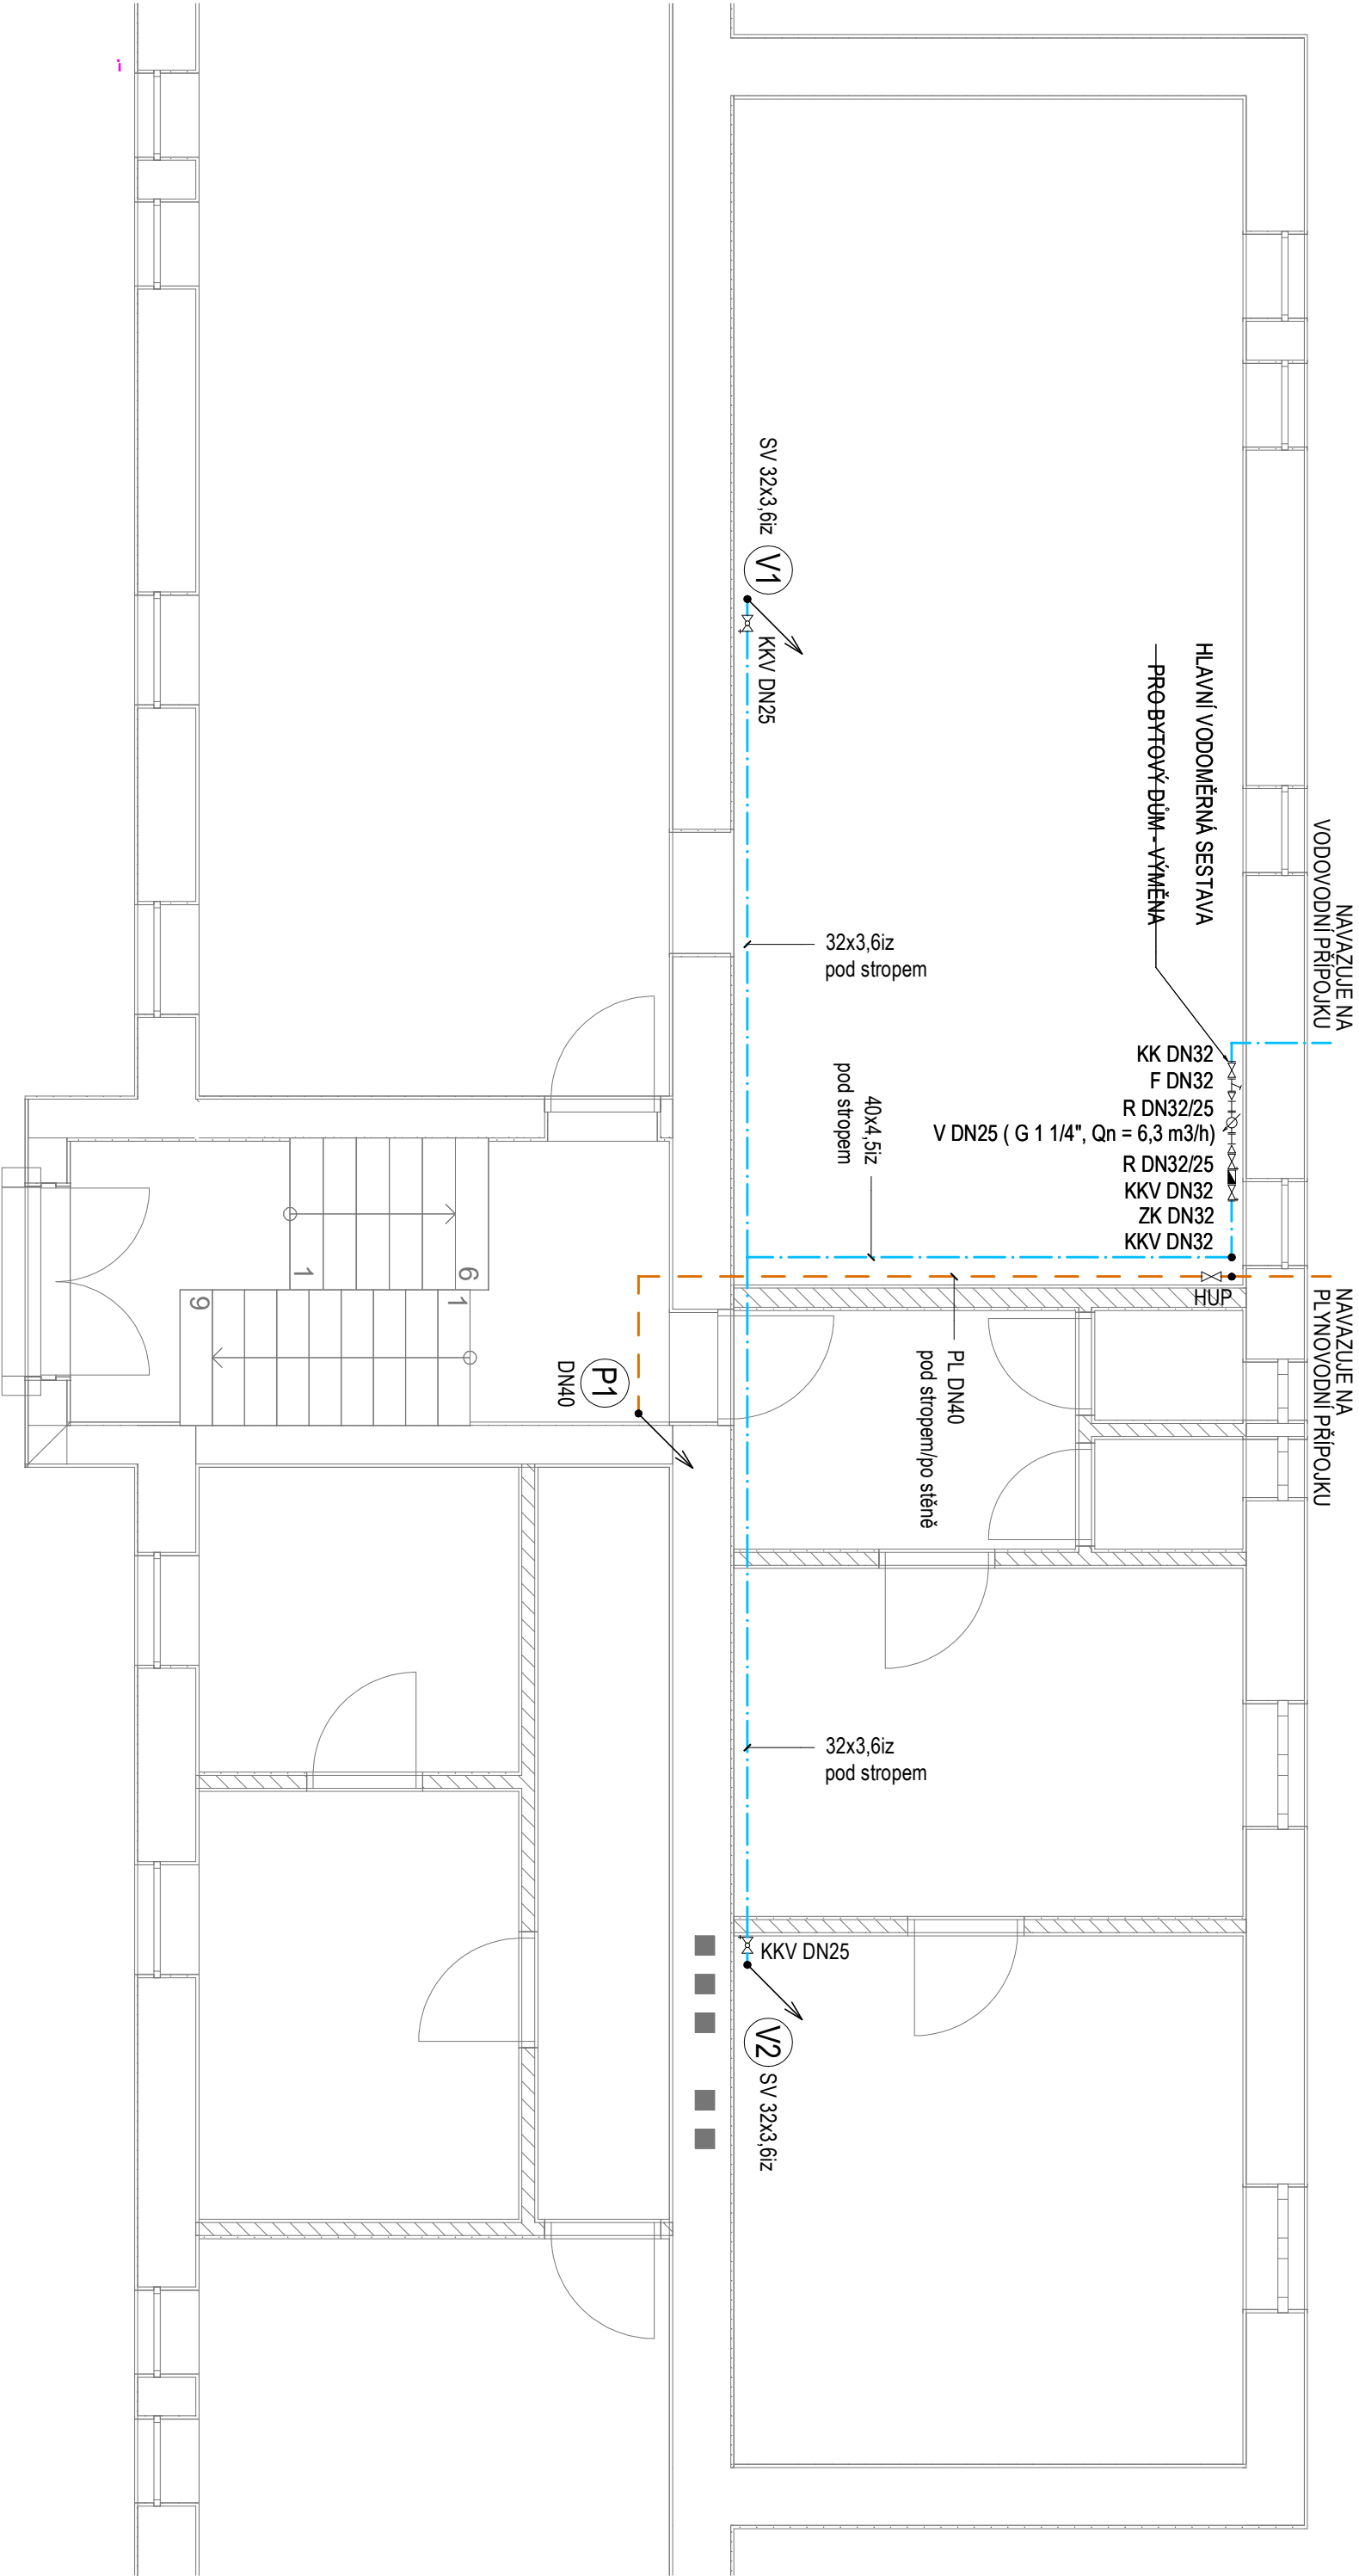 NAVAZUJE NA
VODOVODNÍ PŘÍPOJKU
HLAVNÍ VODOMĚRNÁ SESTAVA
PRO BYTOVÝ DŮM - VÝMĚNA
SV 32x3,6iz
V1
KKV DN25
32x3,6iz
pod stropem
KK DN32
F DN32
R DN32/25
V DN25 ( G 1 1/4", Qn = 6,3 m3/h)
R DN32/25
KKV DN32
ZK DN32
KKV DN32
40x4,5iz
pod stropem
HUP
NAVAZUJE NA
PLYNOVODNÍ PŘÍPOJKU
PL DN40
pod stropem/po stěně
P1
DN40
1
6
9
1
32x3,6iz
pod stropem
KKV DN25
V2
SV 32x3,6iz